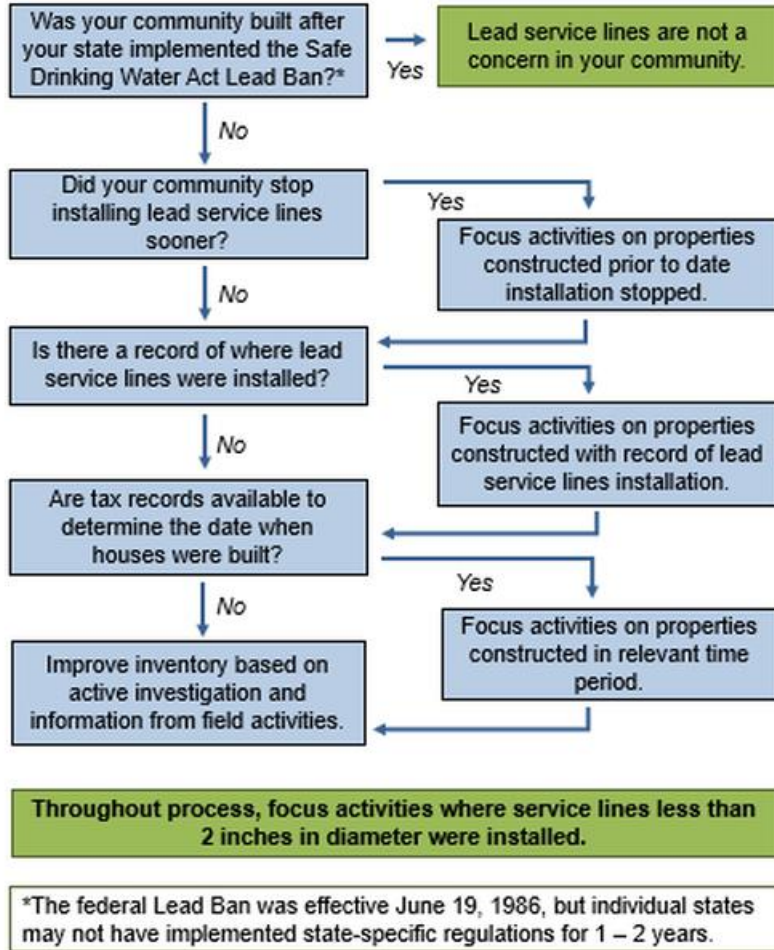 Was your community built after
your state implemented the Safe
Drinking Water Act Lead Ban?*
Yes
Lead service lines are not a
concern in your community.
No
Did your community stop
installing lead service lines
sooner?
Yes
Focus activities on properties
constructed prior to date
installation stopped.
No
Is there a record of where lead
service lines were installed?
Yes
Focus activities on properties
constructed with record of lead
service lines installation.
No
Are tax records available to
determine the date when
houses were built?
Yes
Focus activities on properties
constructed in relevant time
period.
No
Improve inventory based on
active investigation and
information from field activities.
Throughout process, focus activities where service lines less than
2 inches in diameter were installed.
*The federal Lead Ban was effective June 19, 1986, but individual states
may not have implemented state-specific regulations for 1 – 2 years.